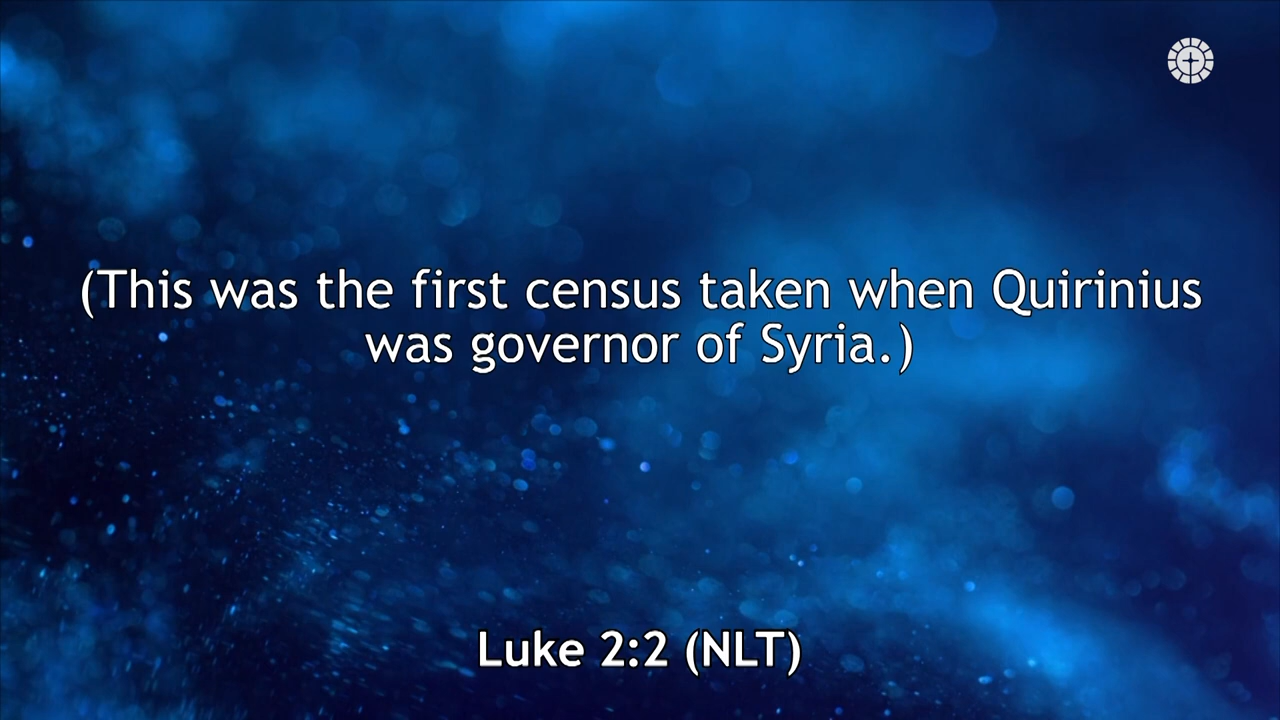 (This was the first census taken when Quirinius
was governor of Syria.)
Luke 2:2 (NLT)